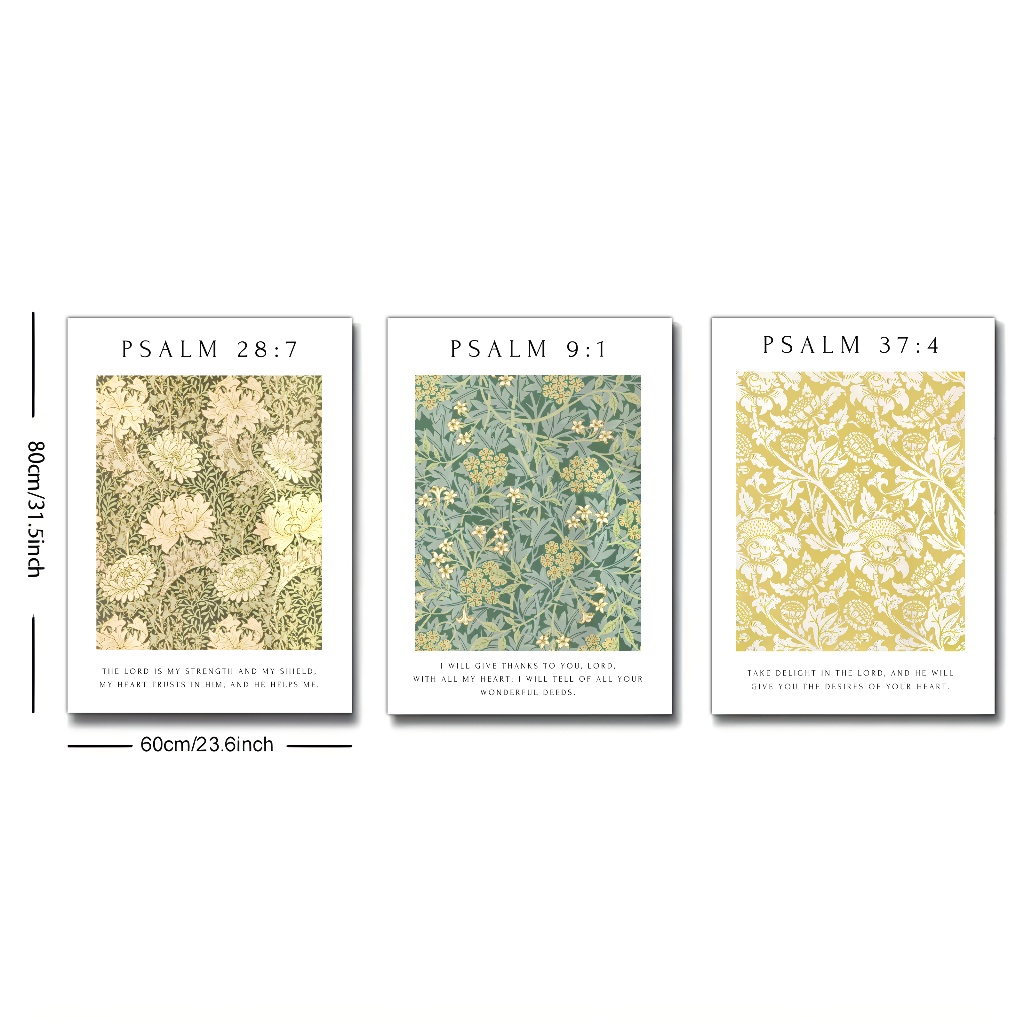 80cm/31.5inch
PSALM 28:7
THE LORD IS MY STRENGTH AND MY SHIELD,
MY HEART TRUSTS IN HIM, AND HE HELPS ME.
60cm/23.6inch
PSALM 9:1
I WILL GIVE THANKS TO YOU, LORD,
WITH ALL MY HEART; I WILL TELL OF ALL YOUR
WONDERFUL DEEDS.
PSALM 37:4
TAKE DELIGHT IN THE LORD, AND HE WILL
GIVE YOU THE DESIRES OF YOUR HEART.